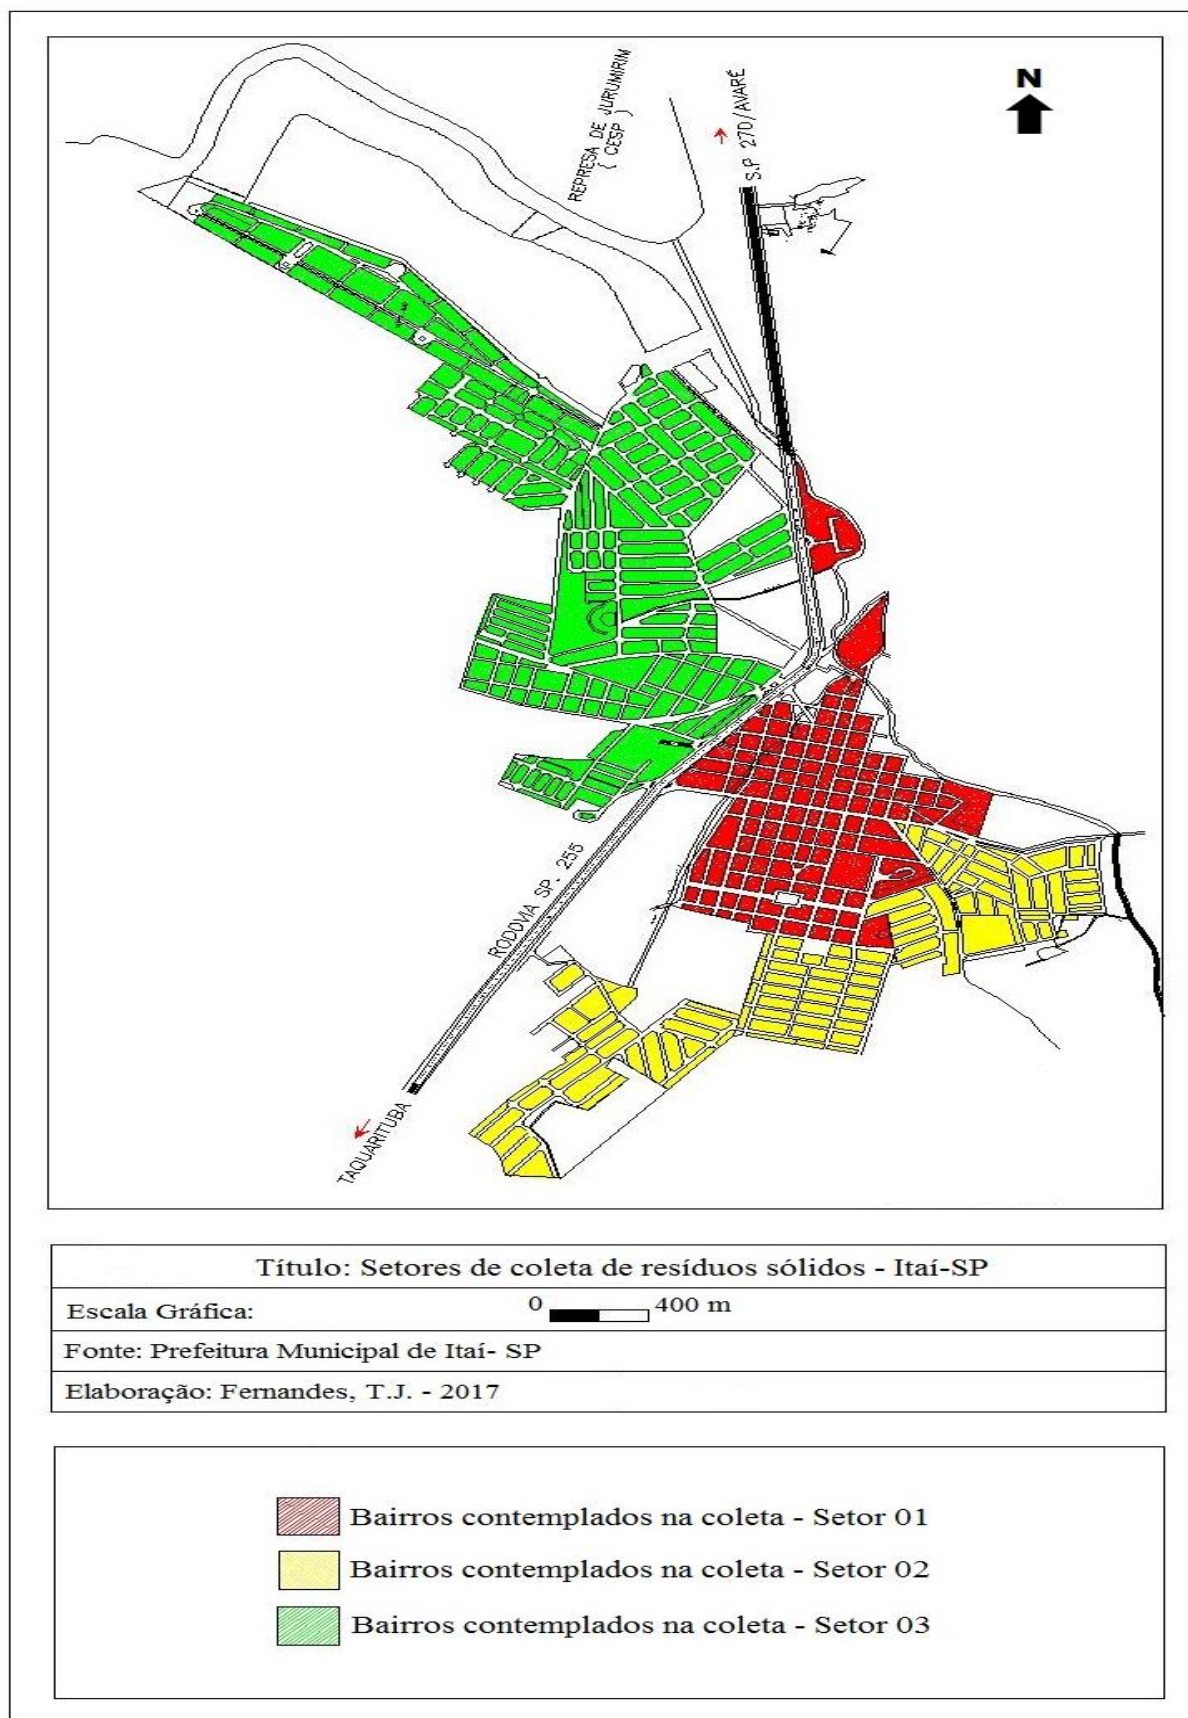 REPRESA DE JURUMIRIM
( CESP )
S.P 270/AVARÉ
N
RODOVIA SP. 255
TAQUARITUBA
Título: Setores de coleta de resíduos sólidos - Itaí-SP
Escala Gráfica:
0 400 m
Fonte: Prefeitura Municipal de Itaí- SP
Elaboração: Fernandes, T.J. - 2017
Bairros contemplados na coleta - Setor 01
Bairros contemplados na coleta - Setor 02
Bairros contemplados na coleta - Setor 03